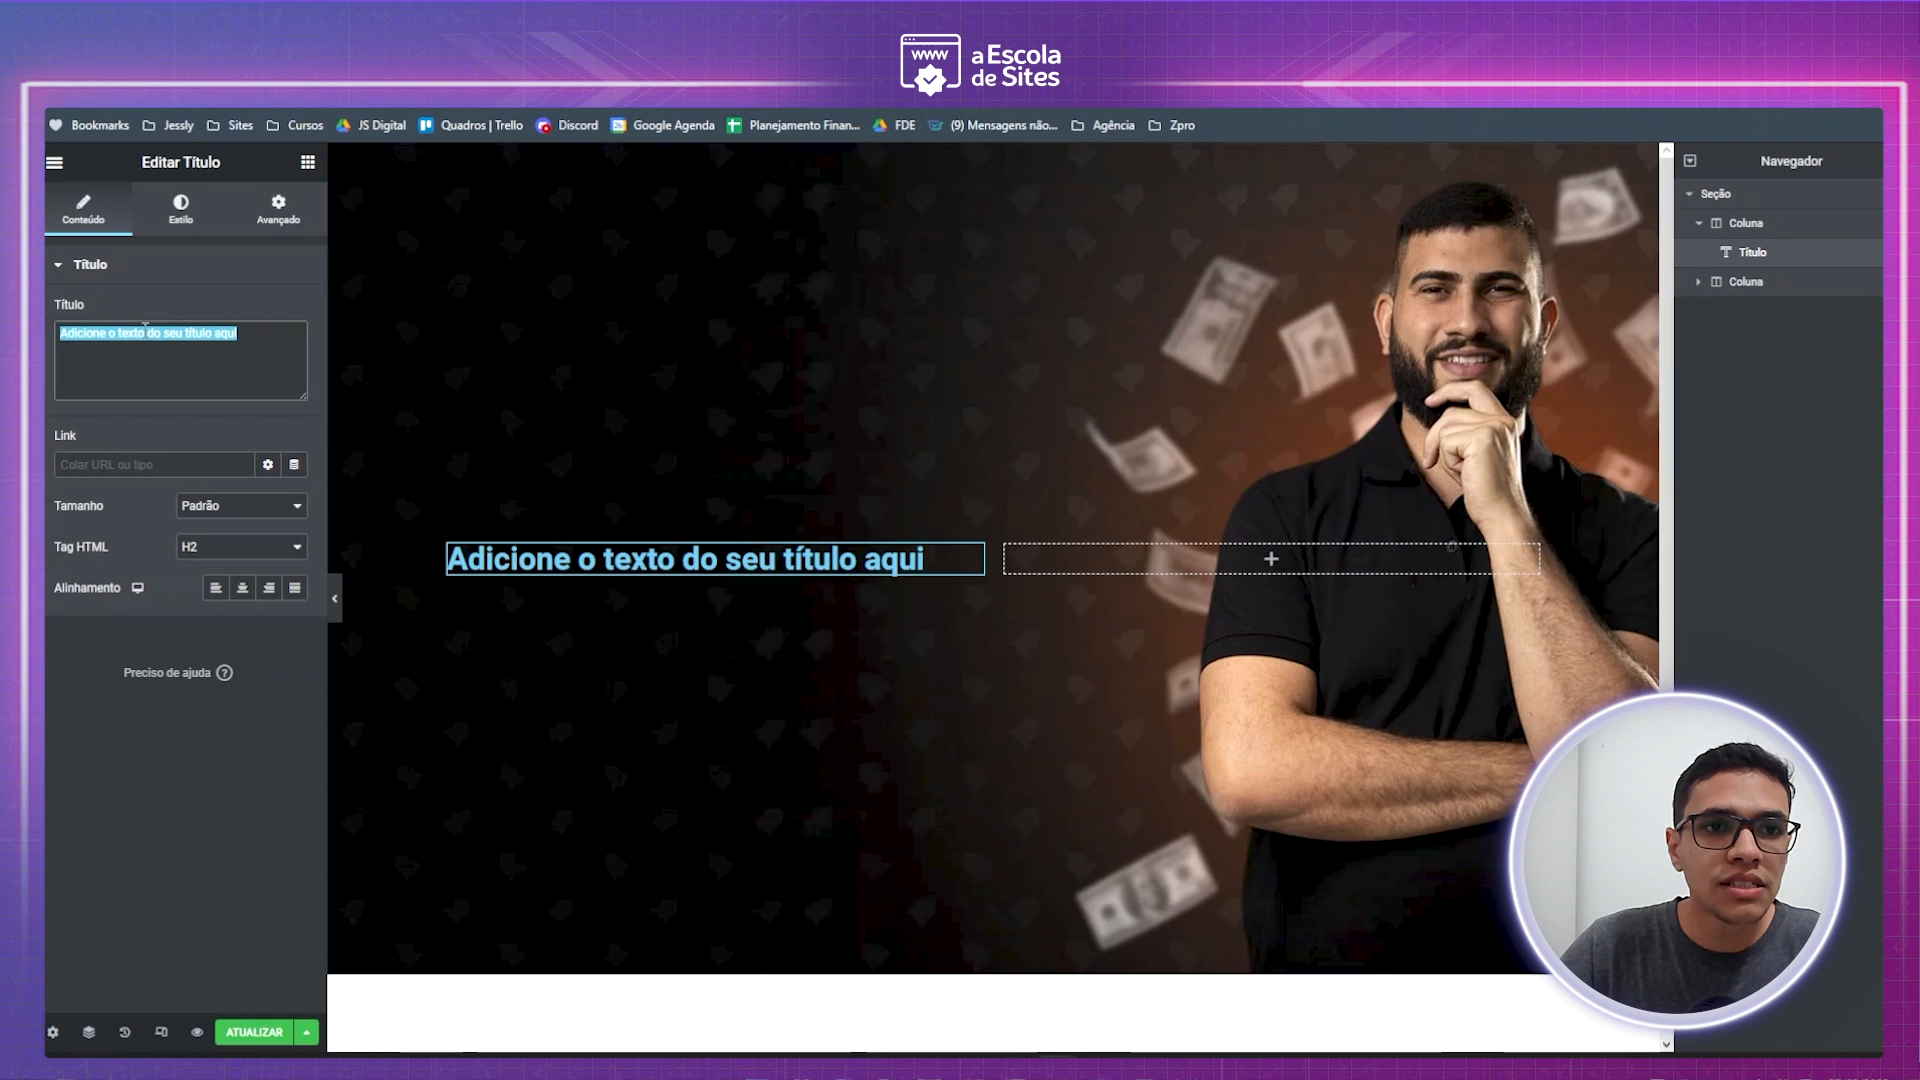 www
a Escola
de Sites
Bookmarks
Jessly
Sites
Cursos
JS Digital
Quadros | Trello
Discord
Google Agenda
Planejamento Finan...
FDE
(9) Mensagens não...
Agência
Zpro
Editar Título
Conteúdo
Estilo
Avançado
Título
Título
Adicione o texto do seu título aqui
Link
Colar URL ou tipo
Tamanho
Padrão
Tag HTML
H2
Alinhamento
Preciso de ajuda ?
ATUALIZAR
Adicione o texto do seu título aqui
Navegador
Seção
Coluna
Título
Coluna